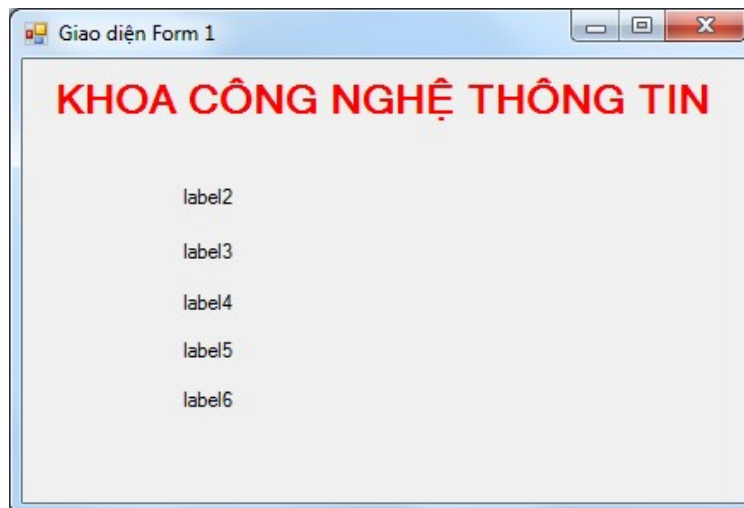 Giao diện Form 1
KHOA CÔNG NGHỆ THÔNG TIN
label2
label3
label4
label5
label6